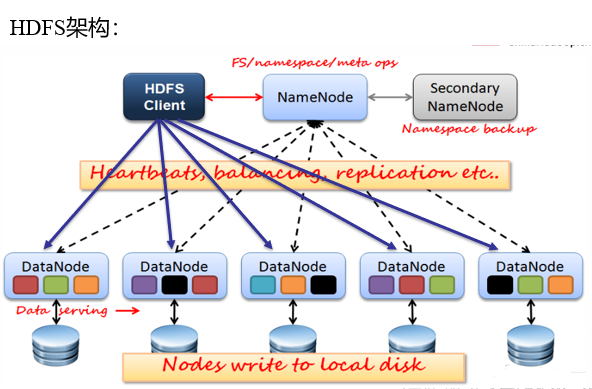 HDFS架构：
FS/namespace/meta ops
HDFS
Client
NameNode
Secondary
NameNode
Namespace backup
Heartbeats, balancing, replication etc..
DataNode
DataNode
DataNode
DataNode
DataNode
Data serving
Nodes write to local disk